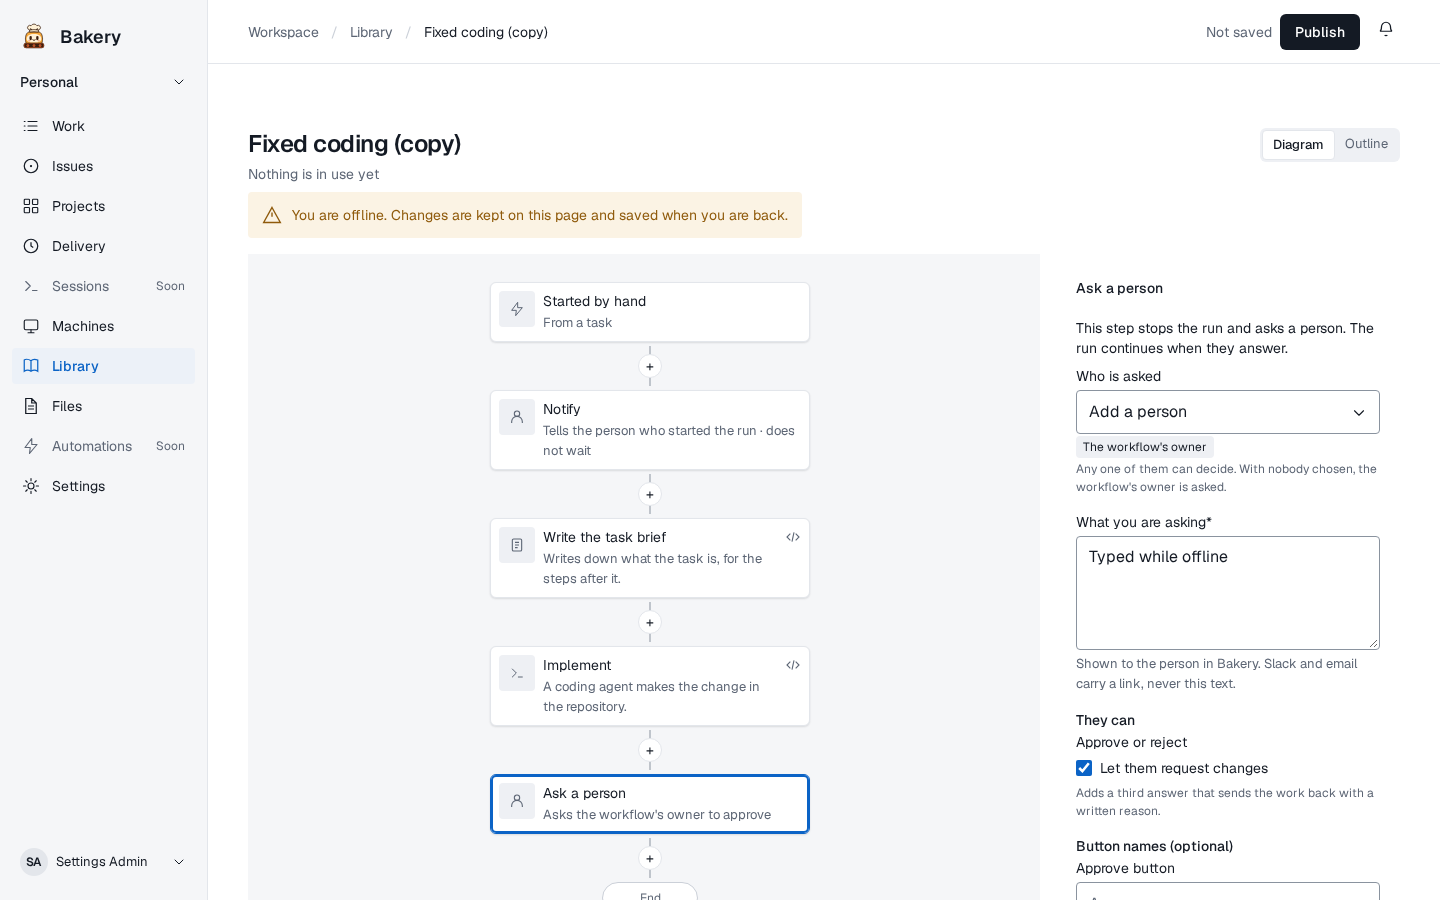 Bakery
Personal
Work
Issues
Projects
Delivery
Sessions Soon
Machines
Library
Files
Automations Soon
Settings
SA Settings Admin
Workspace / Library / Fixed coding (copy)
Not saved
Publish
Fixed coding (copy)
Nothing is in use yet
Diagram
Outline
You are offline. Changes are kept on this page and saved when you are back.
Started by hand
From a task
+
Notify
Tells the person who started the run · does
not wait
+
Write the task brief
Writes down what the task is, for the
steps after it.
+
Implement
A coding agent makes the change in
the repository.
+
Ask a person
Asks the workflow's owner to approve
+
End
Ask a person
This step stops the run and asks a person. The
run continues when they answer.
Who is asked
Add a person
The workflow's owner
Any one of them can decide. With nobody chosen, the
workflow's owner is asked.
What you are asking*
Typed while offline
Shown to the person in Bakery. Slack and email
carry a link, never this text.
They can
Approve or reject
Let them request changes
Adds a third answer that sends the work back with a
written reason.
Button names (optional)
Approve button